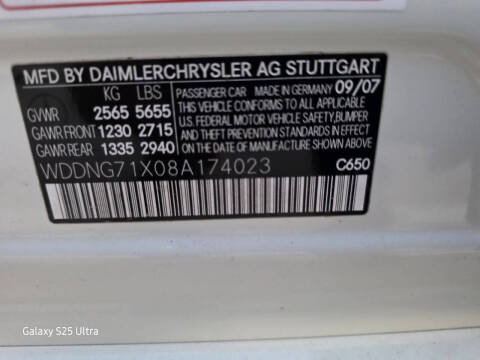 MFD BY DAIMLERCHRYSLER AG STUTTGART
KG LBS
GVWR 2565 5655
GAWR FRONT 1230 2715
GAWR REAR 1335 2940
PASSENGER CAR MADE IN GERMANY 09/07
THIS VEHICLE CONFORMS TO ALL APPLICABLE
U.S. FEDERAL MOTOR VEHICLE SAFETY, BUMPER
AND THEFT PREVENTION STANDARDS IN EFFECT
ON THE DATE OF MANUFACTURE SHOWN ABOVE.
WDDNG71X08A174023
C650
Galaxy S25 Ultra